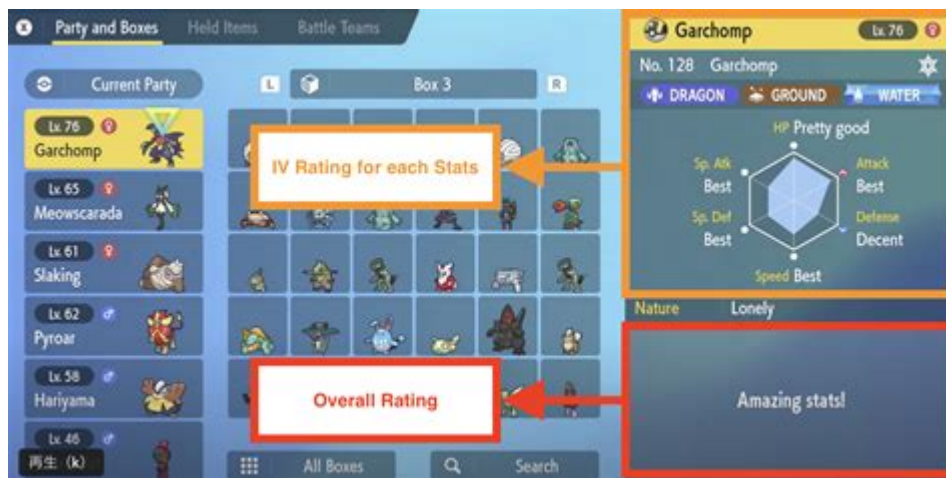 X Party and Boxes Held Items Battle Teams
Current Party
L Box 3 R
Lv. 76
Garchomp
Lv. 65
Meowscarada
Lv. 61
Slaking
Lv. 62
Pyroar
Lv. 58
Hariyama
Lv. 46
再生 (k)
IV Rating for each Stats
Overall Rating
All Boxes Search
Garchomp Lv. 76
No. 128 Garchomp
DRAGON GROUND WATER
HP Pretty good
Sp. Atk Attack
Best Best
Sp. Def Defense
Best Decent
Speed Best
Nature Lonely
Amazing stats!